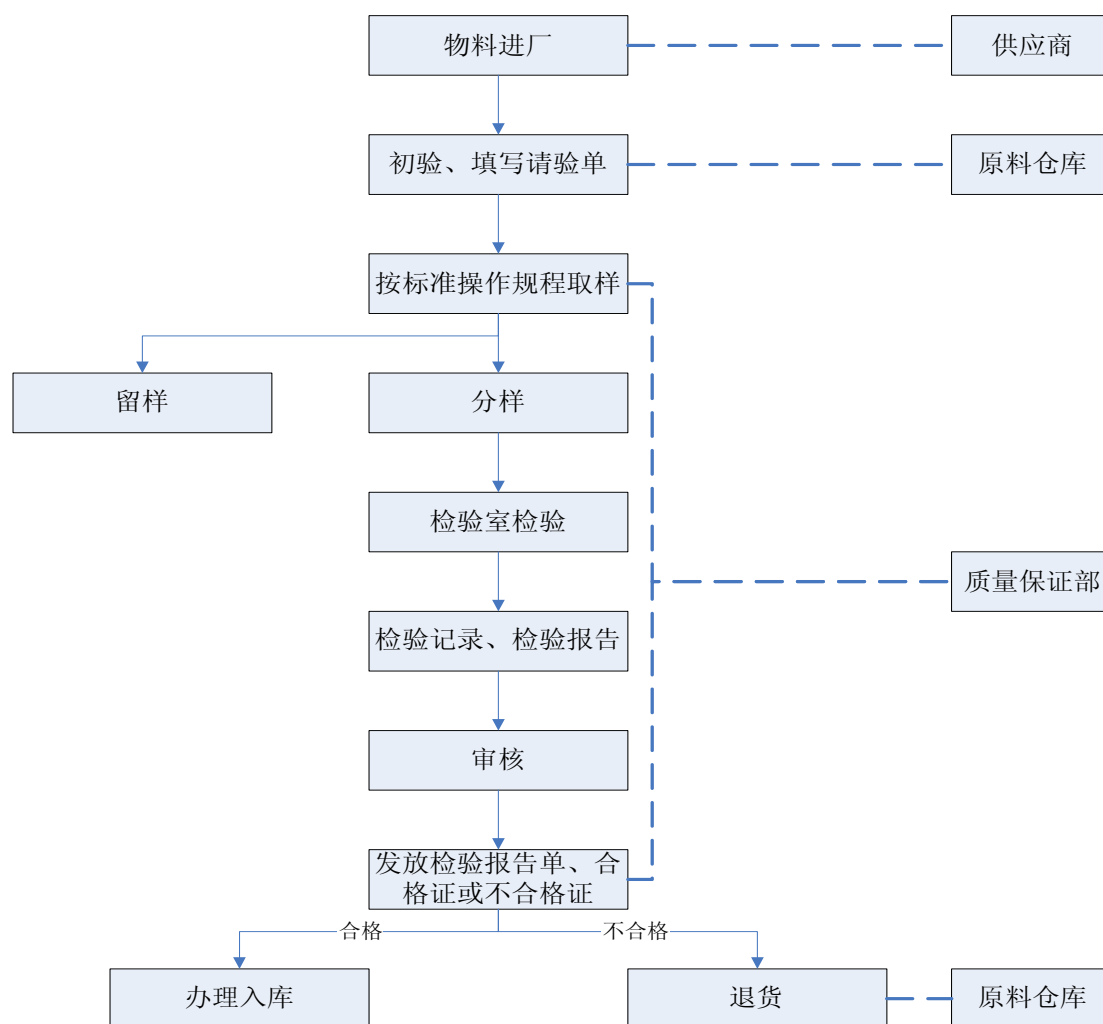 物料进厂
供应商
初验、填写请验单
原料仓库
按标准操作规程取样
留样
分样
检验室检验
质量保证部
检验记录、检验报告
审核
发放检验报告单、合
格证或不合格证
合格
不合格
办理入库
退货
原料仓库